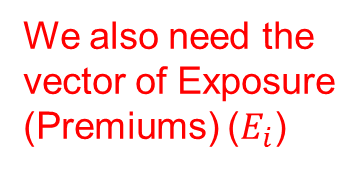 We also need the
vector of Exposure
(Premiums) (𝐸ᵢ)